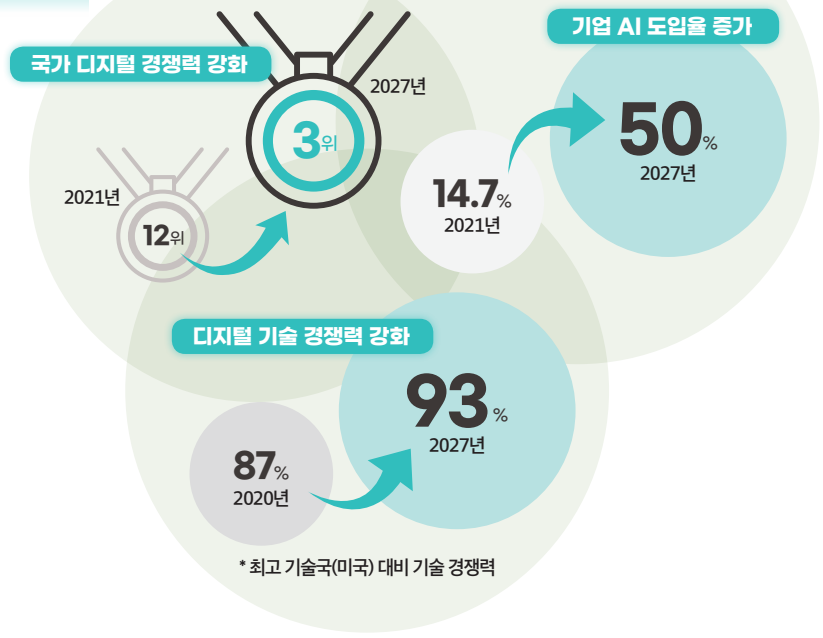 국가 디지털 경쟁력 강화
2021년
12위
2027년
3위
기업 AI 도입율 증가
14.7%
2021년
50%
2027년
디지털 기술 경쟁력 강화
87%
2020년
93%
2027년
* 최고 기술국(미국) 대비 기술 경쟁력